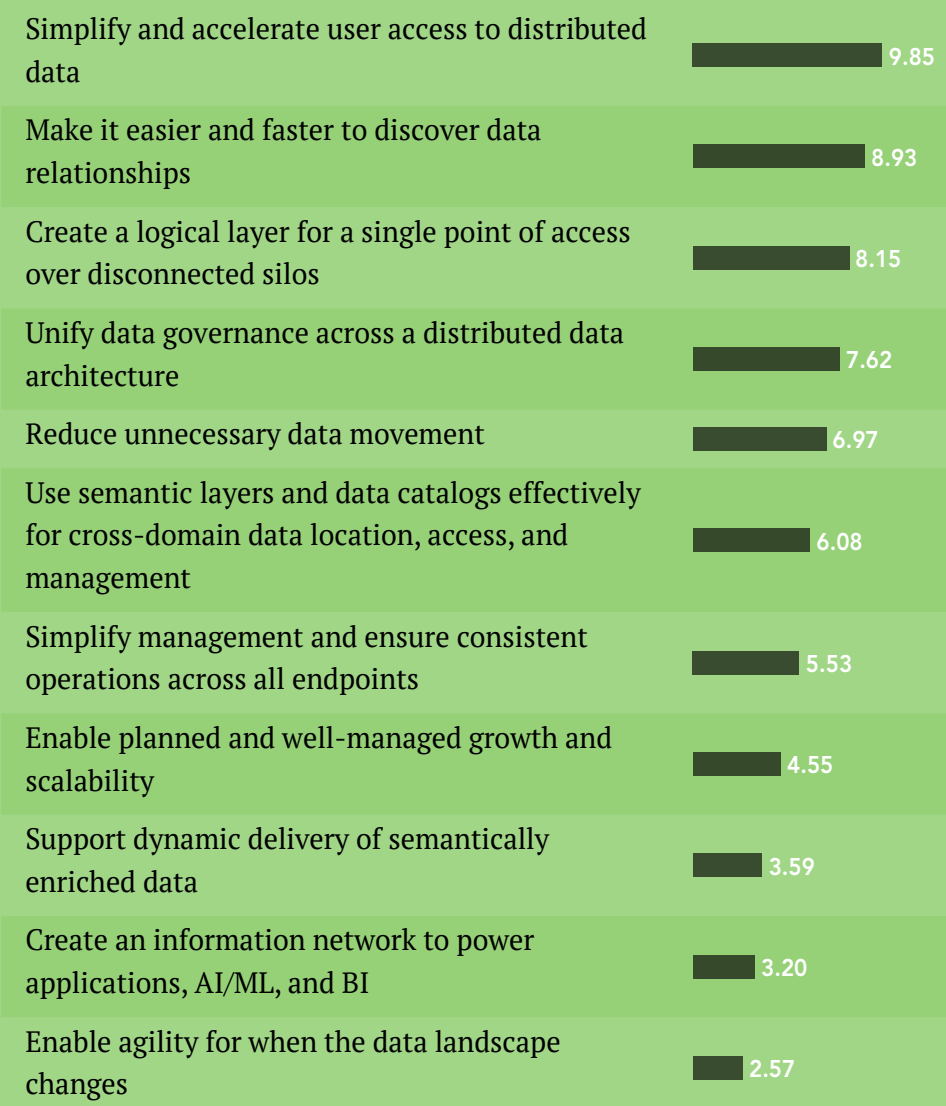 Simplify and accelerate user access to distributed
data
9.85
Make it easier and faster to discover data
relationships
8.93
Create a logical layer for a single point of access
over disconnected silos
8.15
Unify data governance across a distributed data
architecture
7.62
Reduce unnecessary data movement
6.97
Use semantic layers and data catalogs effectively
for cross-domain data location, access, and
management
6.08
Simplify management and ensure consistent
operations across all endpoints
5.53
Enable planned and well-managed growth and
scalability
4.55
Support dynamic delivery of semantically
enriched data
3.59
Create an information network to power
applications, AI/ML, and BI
3.20
Enable agility for when the data landscape
changes
2.57